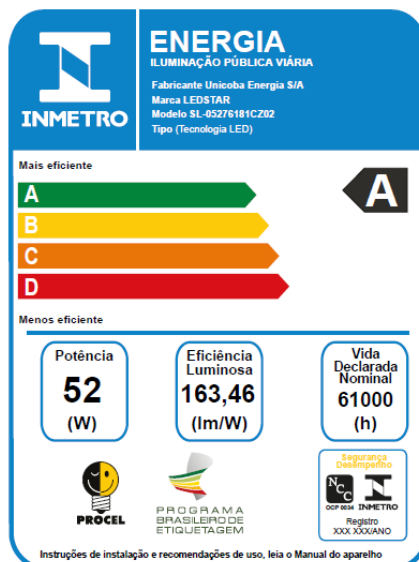 INMETRO
ENERGIA
ILUMINAÇÃO PÚBLICA VIÁRIA
Fabricante Unicoba Energia S/A
Marca LEDSTAR
Modelo SL-05276181CZ02
Tipo (Tecnologia LED)
Mais eficiente
A
A
B
C
D
Menos eficiente
Potência
52
(W)
Eficiência
Luminosa
163,46
(lm/W)
Vida
Declarada
Nominal
61000
(h)
PROCEL
PROGRAMA
BRASILEIRO DE
ETIQUETAGEM
Segurança
Desempenho
NCC
OCP 0034 INMETRO
Registro
XXX XXX/ANO
Instruções de instalação e recomendações de uso, leia o Manual do aparelho